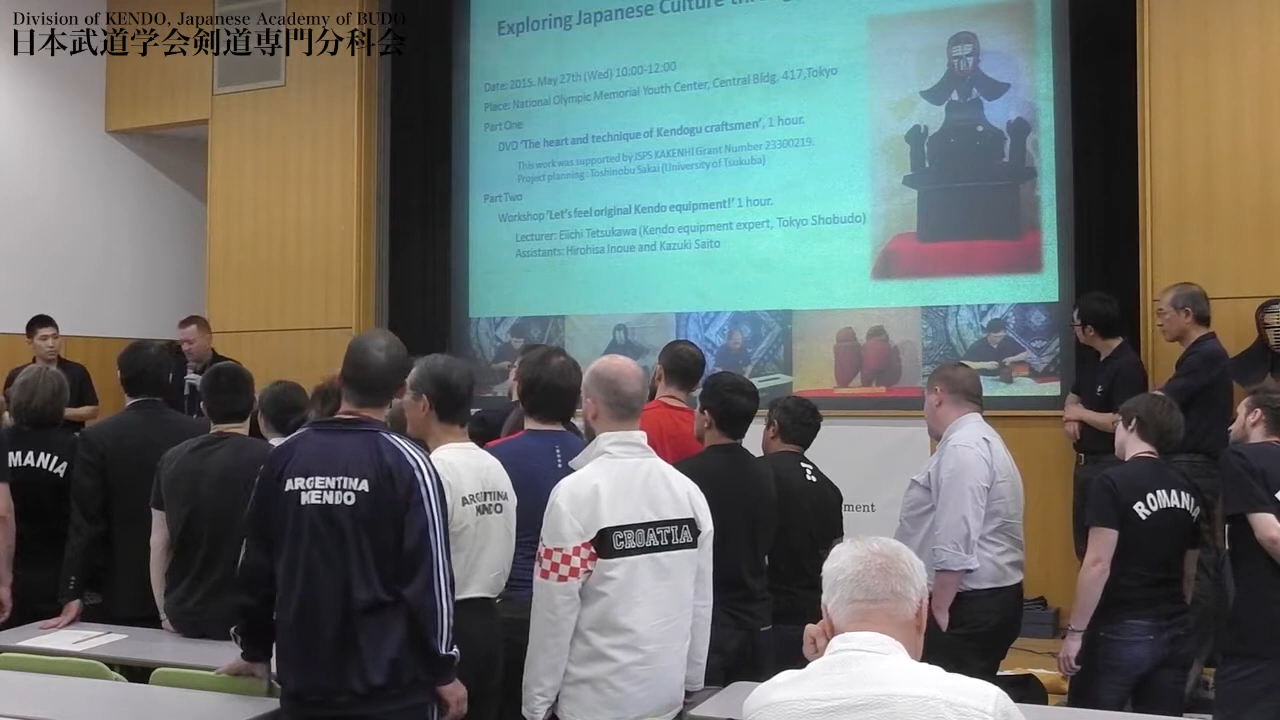 Division of KENDO, Japanese Academy of BUDO
日本武道学会剣道専門分科会
Exploring Japanese Culture
Date: 2015. May 27th (Wed) 10:00-12:00
Place: National Olympic Memorial Youth Center, Central Bldg. 417,Tokyo
Part One
DVD 'The heart and technique of Kendogu craftsmen', 1 hour.
This work was supported by JSPS KAKENHI Grant Number 23300219.
Project planning : Toshinobu Sakai (University of Tsukuba)
Part Two
Workshop 'Let's feel original Kendo equipment!' 1 hour.
Lecturer: Eiichi Tetsukawa (Kendo equipment expert, Tokyo Shobudo)
Assistants: Hirohisa Inoue and Kazuki Saito
MANIA
ARGENTINA
KENDO
ARGENTINA
KENDO
CROATIA
ROMANIA
ment